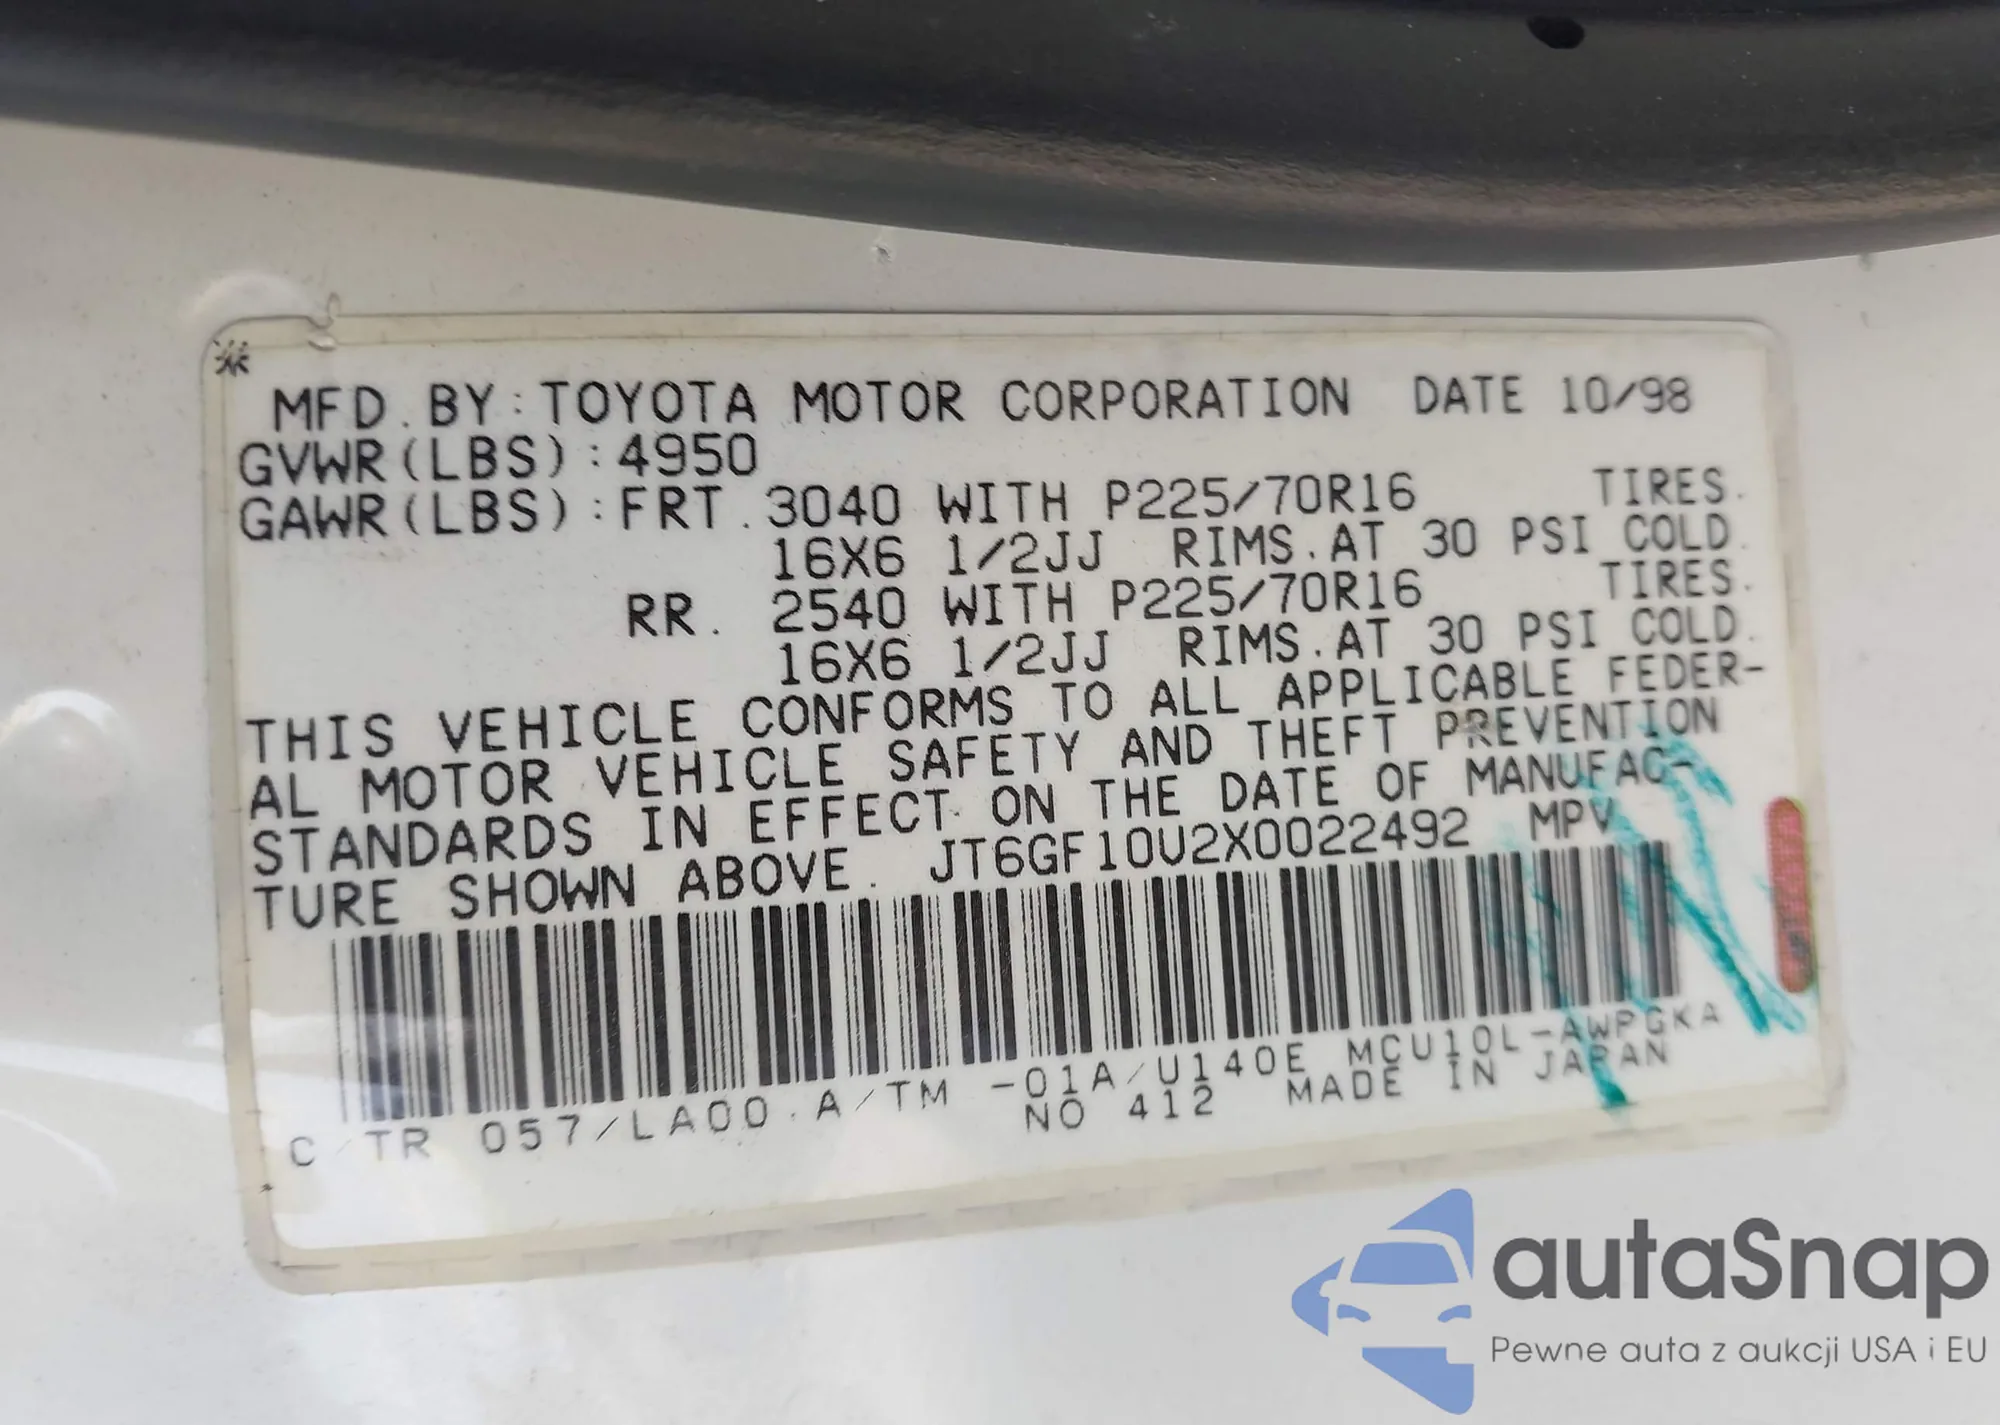 MFD. BY: TOYOTA MOTOR CORPORATION DATE 10/98
GVWR(LBS):4950
GAWR(LBS):FRT. 3040 WITH P225/70R16 TIRES.
16X6 1/2JJ RIMS.AT 30 PSI COLD.
RR. 2540 WITH P225/70R16 TIRES.
16X6 1/2JJ RIMS.AT 30 PSI COLD.
THIS VEHICLE CONFORMS TO ALL APPLICABLE FEDER-
AL MOTOR VEHICLE SAFETY AND THEFT PREVENTION
STANDARDS IN EFFECT ON THE DATE OF MANUFAC-
TURE SHOWN ABOVE. JT6GF10U2X0022492 MPV
C/TR 057/LA00.A/TM -01A/U140E MCU10L-AWPGKA
NO 412 MADE IN JAPAN
autaSnap
Pewne auta z aukcji USA i EU